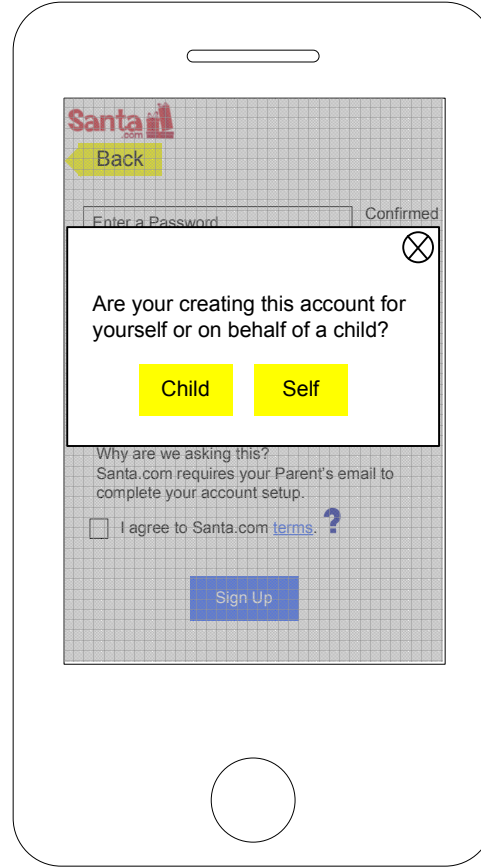 Santa
.com
Back
Enter a Password
Confirmed
Are your creating this account for
yourself or on behalf of a child?
Child
Self
Why are we asking this?
Santa.com requires your Parent's email to
complete your account setup.
I agree to Santa.com terms. ?
Sign Up